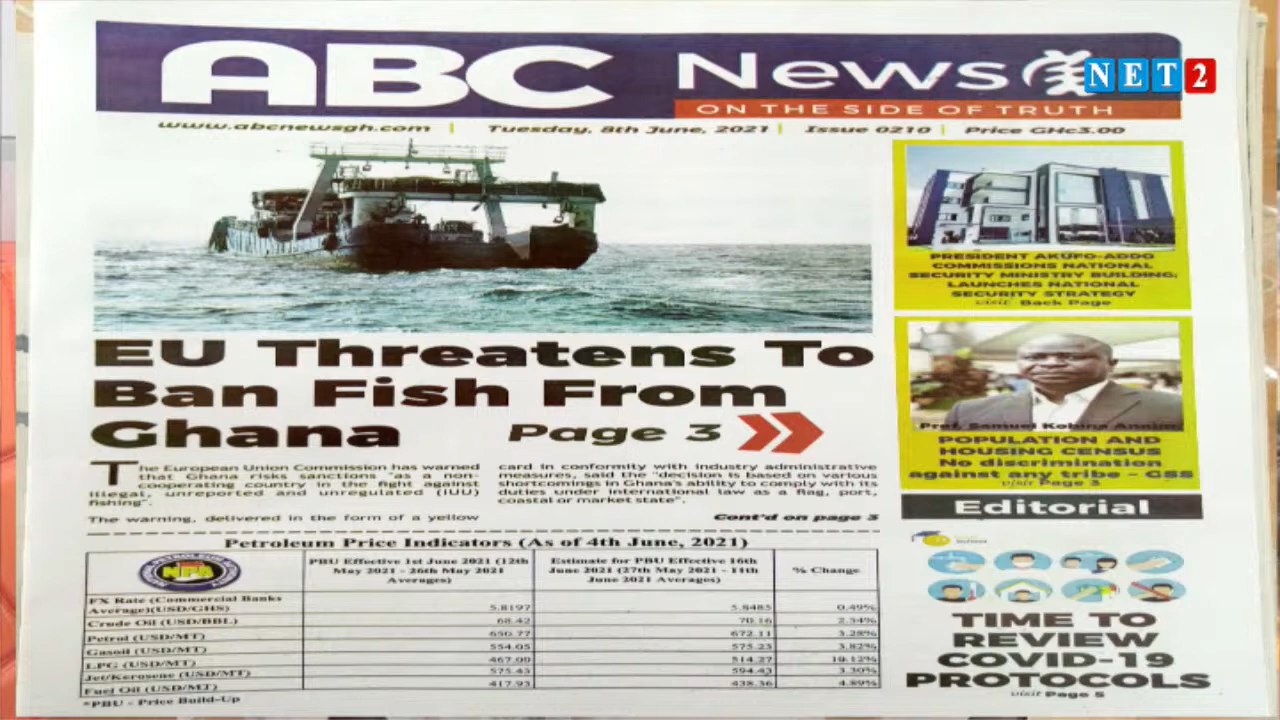 ABC News
NET2
ON THE SIDE OF TRUTH
www.abcnewsgh.com | Tuesday, 8th June, 2021 | Issue 0210 | Price GHc3.00
EU Threatens To
Ban Fish From
Ghana Page 3
The European Union Commission has warned
that Ghana risks sanctions "as a non-
cooperating country in the fight against
illegal, unreported and unregulated (IUU)
fishing".
The warning, delivered in the form of a yellow
card in conformity with industry administrative
measures, said the "decision is based on various
shortcomings in Ghana's ability to comply with its
duties under international law as a flag, port,
coastal or market state".
Cont'd on page 3
PRESIDENT AKUFO-ADDO
COMMISSIONS NATIONAL
SECURITY MINISTRY BUILDING;
LAUNCHES NATIONAL
SECURITY STRATEGY
visit Back Page
Prof. Samuel Kobina Annim
POPULATION AND
HOUSING CENSUS
No discrimination
against any tribe - GSS
visit Page 3
Editorial
TIME TO
REVIEW
COVID-19
PROTOCOLS
visit Page 5
Petroleum Price Indicators (As of 4th June, 2021)
NPA
PBU Effective 1st June 2021 (12th
May 2021 - 26th May 2021
Averages)
Estimate for PBU Effective 16th
June 2021 (27th May 2021 - 11th
June 2021 Averages)
% Change
FX Rate (Commercial Banks
Average)(USD/GHS) 5.8197 5.8485 0.49%
Crude Oil (USD/BBL) 68.42 70.16 2.54%
Petrol (USD/MT) 650.77 672.11 3.28%
Gasoil (USD/MT) 554.05 575.23 3.82%
LPG (USD/MT) 467.00 514.27 10.12%
Jet/Kerosene (USD/MT) 575.43 594.43 3.30%
Fuel Oil (USD/MT) 417.93 438.36 4.89%
*PBU - Price Build-Up